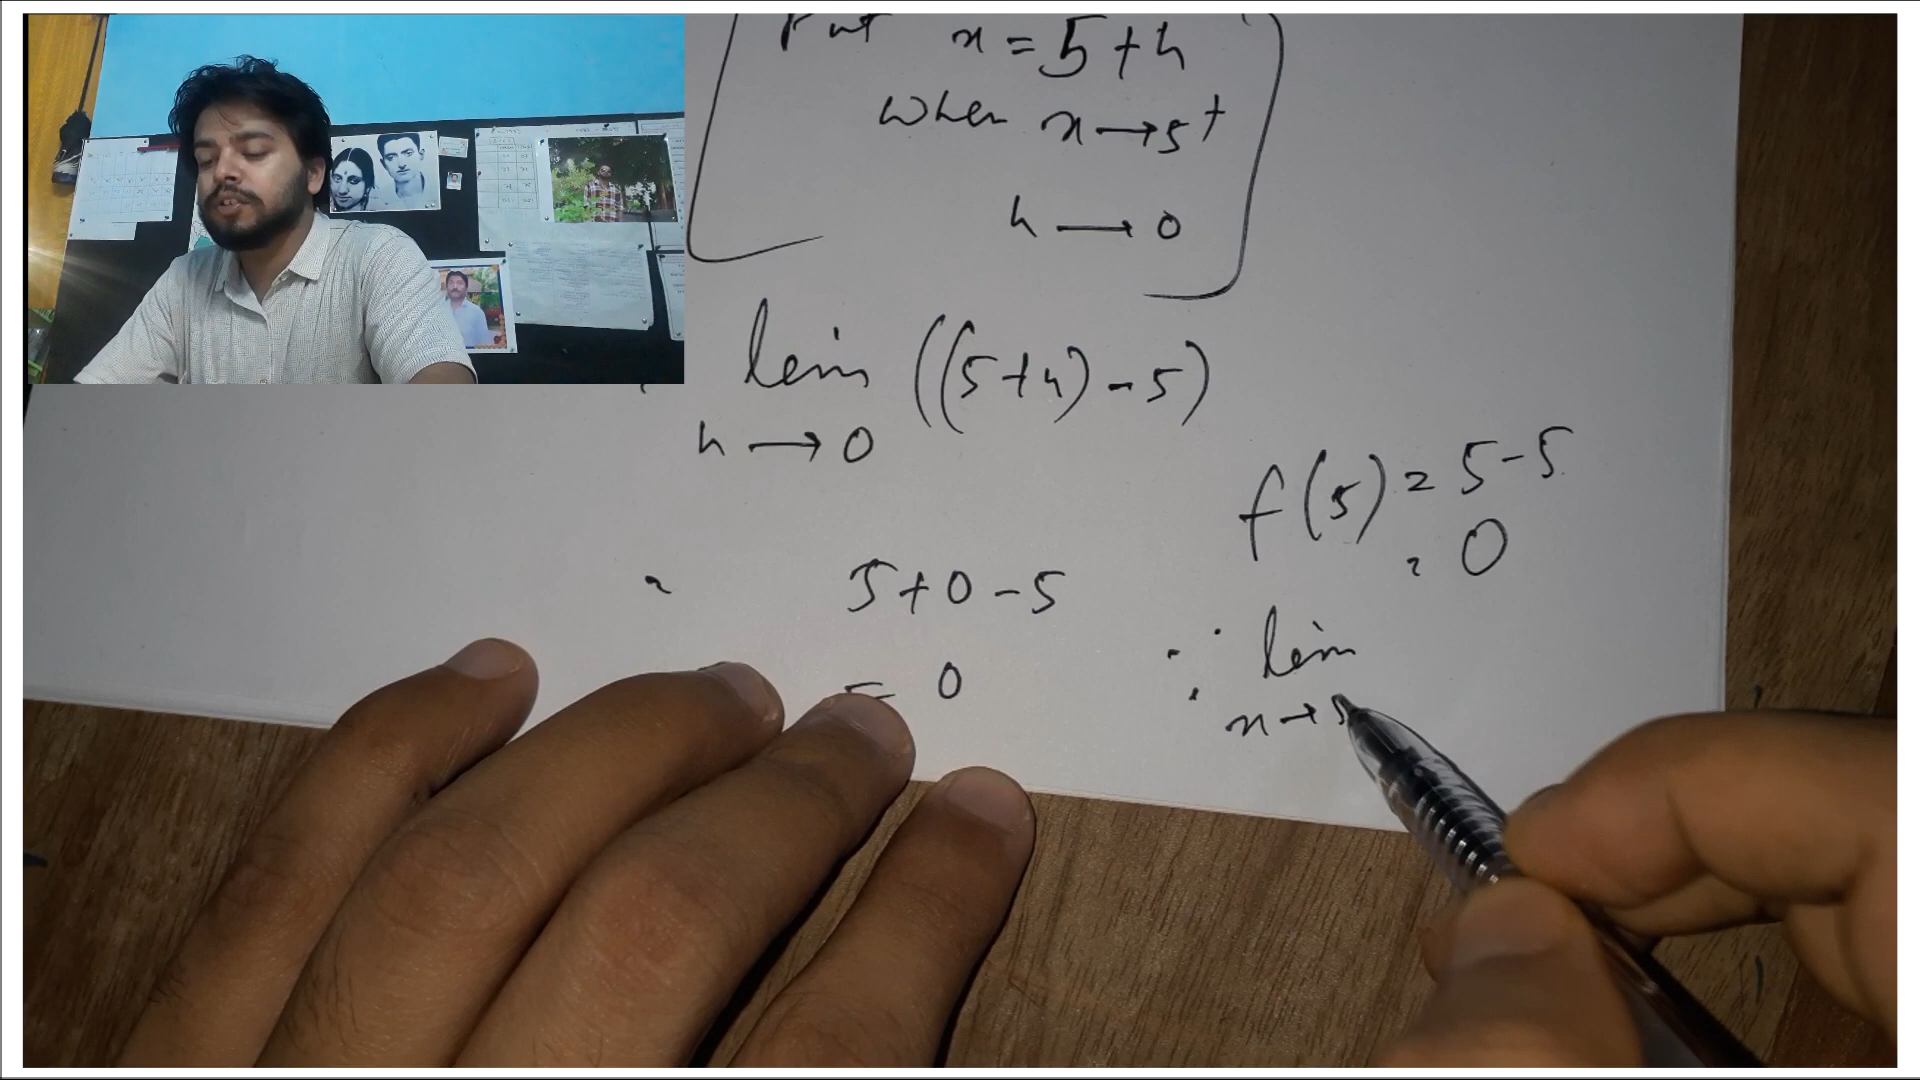 Put x = 5 + h
When x → 5+
h → 0
lim ((5+h) - 5)
h → 0
f(5) = 5-5
= 0
= 5+0-5
= 0
∴ lim
x → 5